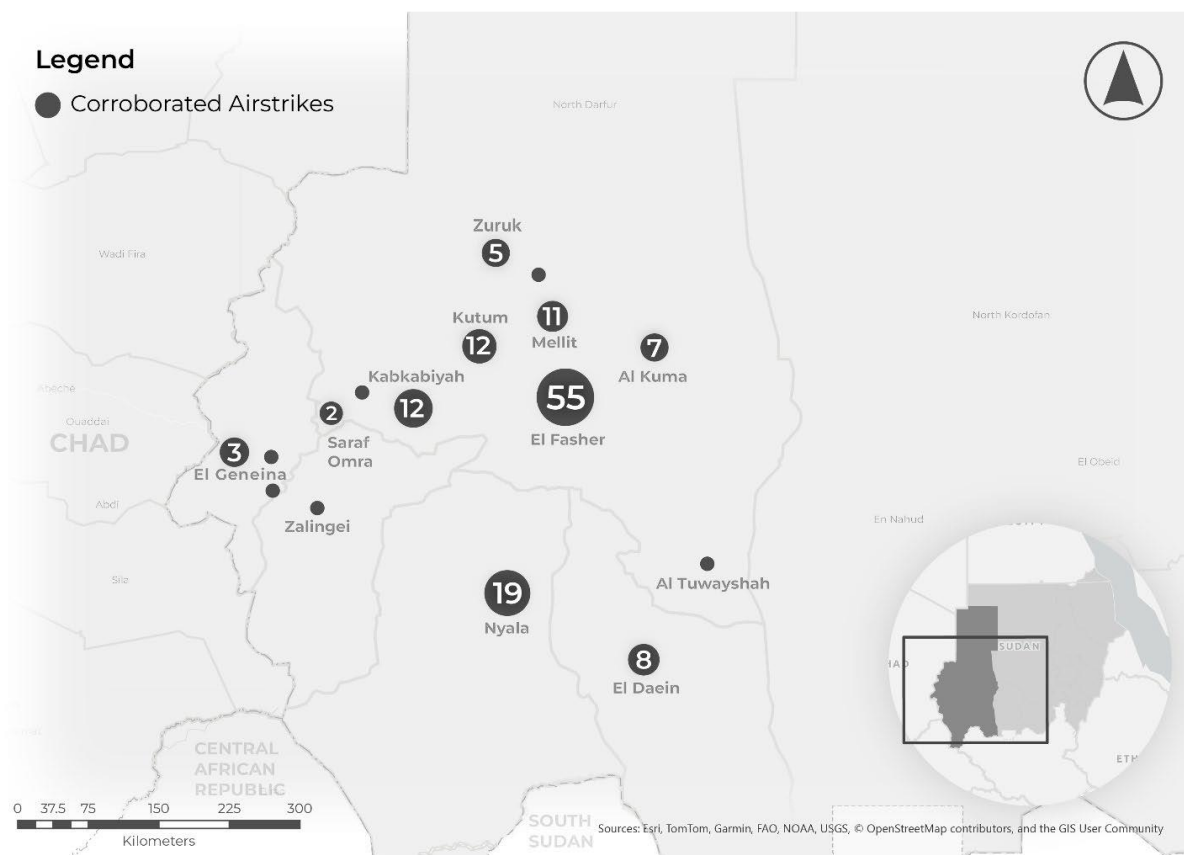 Legend
Corroborated Airstrikes
North Darfur
Zuruk
5
Wadi Fira
11
Mellit
Kutum
12
North Kordofan
7
Al Kuma
Kabkabiyah
12
55
El Fasher
2
Saraf
Omra
Ouaddai
CHAD
3
El Geneina
El Obeid
Abdi
Zalingei
En Nahud
Al Tuwayshah
Sila
19
Nyala
8
El Daein
SUDAN
HAD
ETH
CENTRAL
AFRICAN
REPUBLIC
0 37.5 75 150 225 300
Kilometers
SOUTH
SUDAN
Sources: Esri, TomTom, Garmin, FAO, NOAA, USGS, © OpenStreetMap contributors, and the GIS User Community